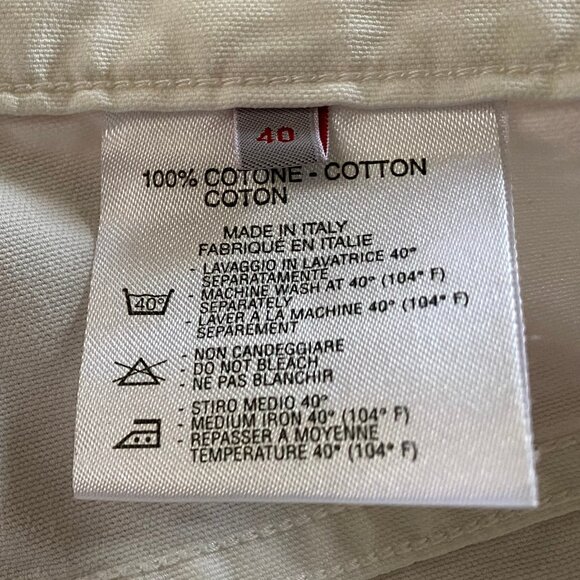 40
100% COTONE - COTTON
COTON
MADE IN ITALY
FABRIQUÉ EN ITALIE
- LAVAGGIO IN LAVATRICE 40°
SEPARATAMENTE
- MACHINE WASH AT 40° (104° F)
SEPARATELY
- LAVER A LA MACHINE 40° (104° F)
SEPAREMENT
40°
- NON CANDEGGIARE
- DO NOT BLEACH
- NE PAS BLANCHIR
- STIRO MEDIO 40°
- MEDIUM IRON 40° (104° F)
- REPASSER A MOYENNE
TEMPERATURE 40° (104° F)